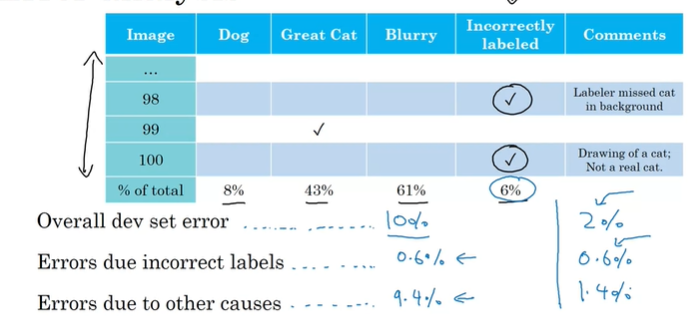 Image Dog Great Cat Blurry Incorrectly labeled Comments
...
98 ✓ Labeler missed cat in background
99 ✓
100 ✓ Drawing of a cat; Not a real cat.
% of total 8% 43% 61% 6%
Overall dev set error 10% 2%
Errors due incorrect labels 0.6% 0.6%
Errors due to other causes 9.4% 1.4%